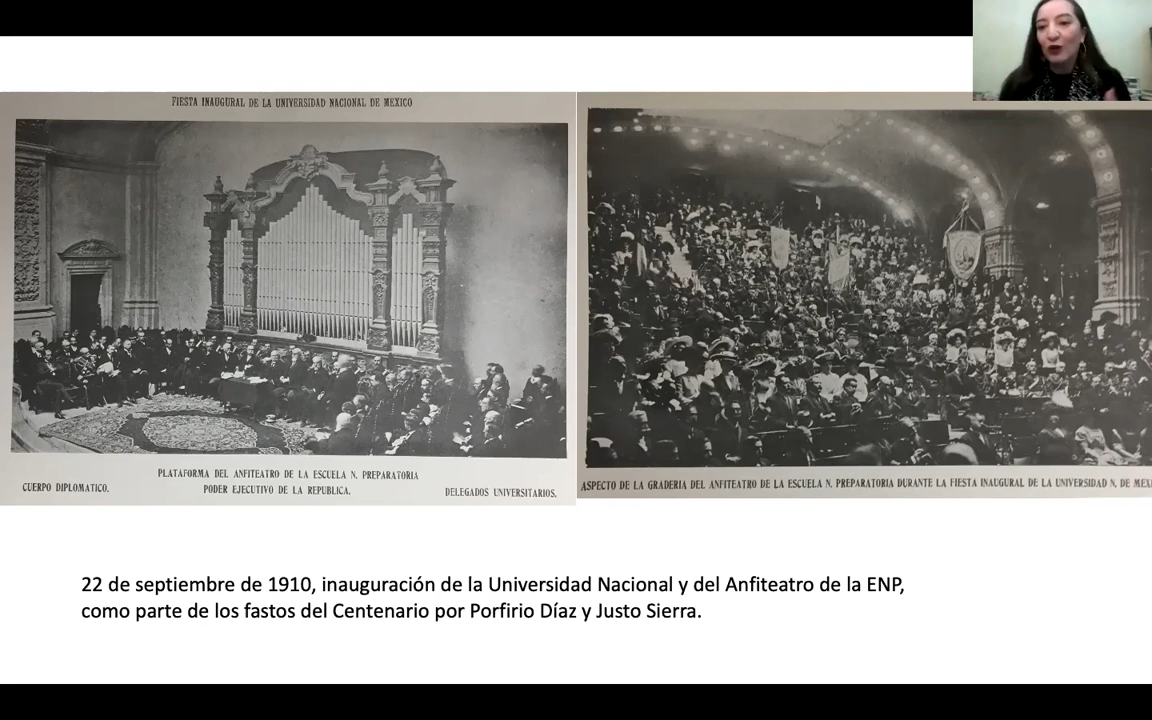 FIESTA INAUGURAL DE LA UNIVERSIDAD NACIONAL DE MEXICO
PLATAFORMA DEL ANFITEATRO DE LA ESCUELA N. PREPARATORIA
CUERPO DIPLOMATICO. PODER EJECUTIVO DE LA REPUBLICA. DELEGADOS UNIVERSITARIOS.
ASPECTO DE LA GRADERIA DEL ANFITEATRO DE LA ESCUELA N. PREPARATORIA DURANTE LA FIESTA INAUGURAL DE LA UNIVERSIDAD N. DE MEXI
22 de septiembre de 1910, inauguración de la Universidad Nacional y del Anfiteatro de la ENP,
como parte de los fastos del Centenario por Porfirio Díaz y Justo Sierra.